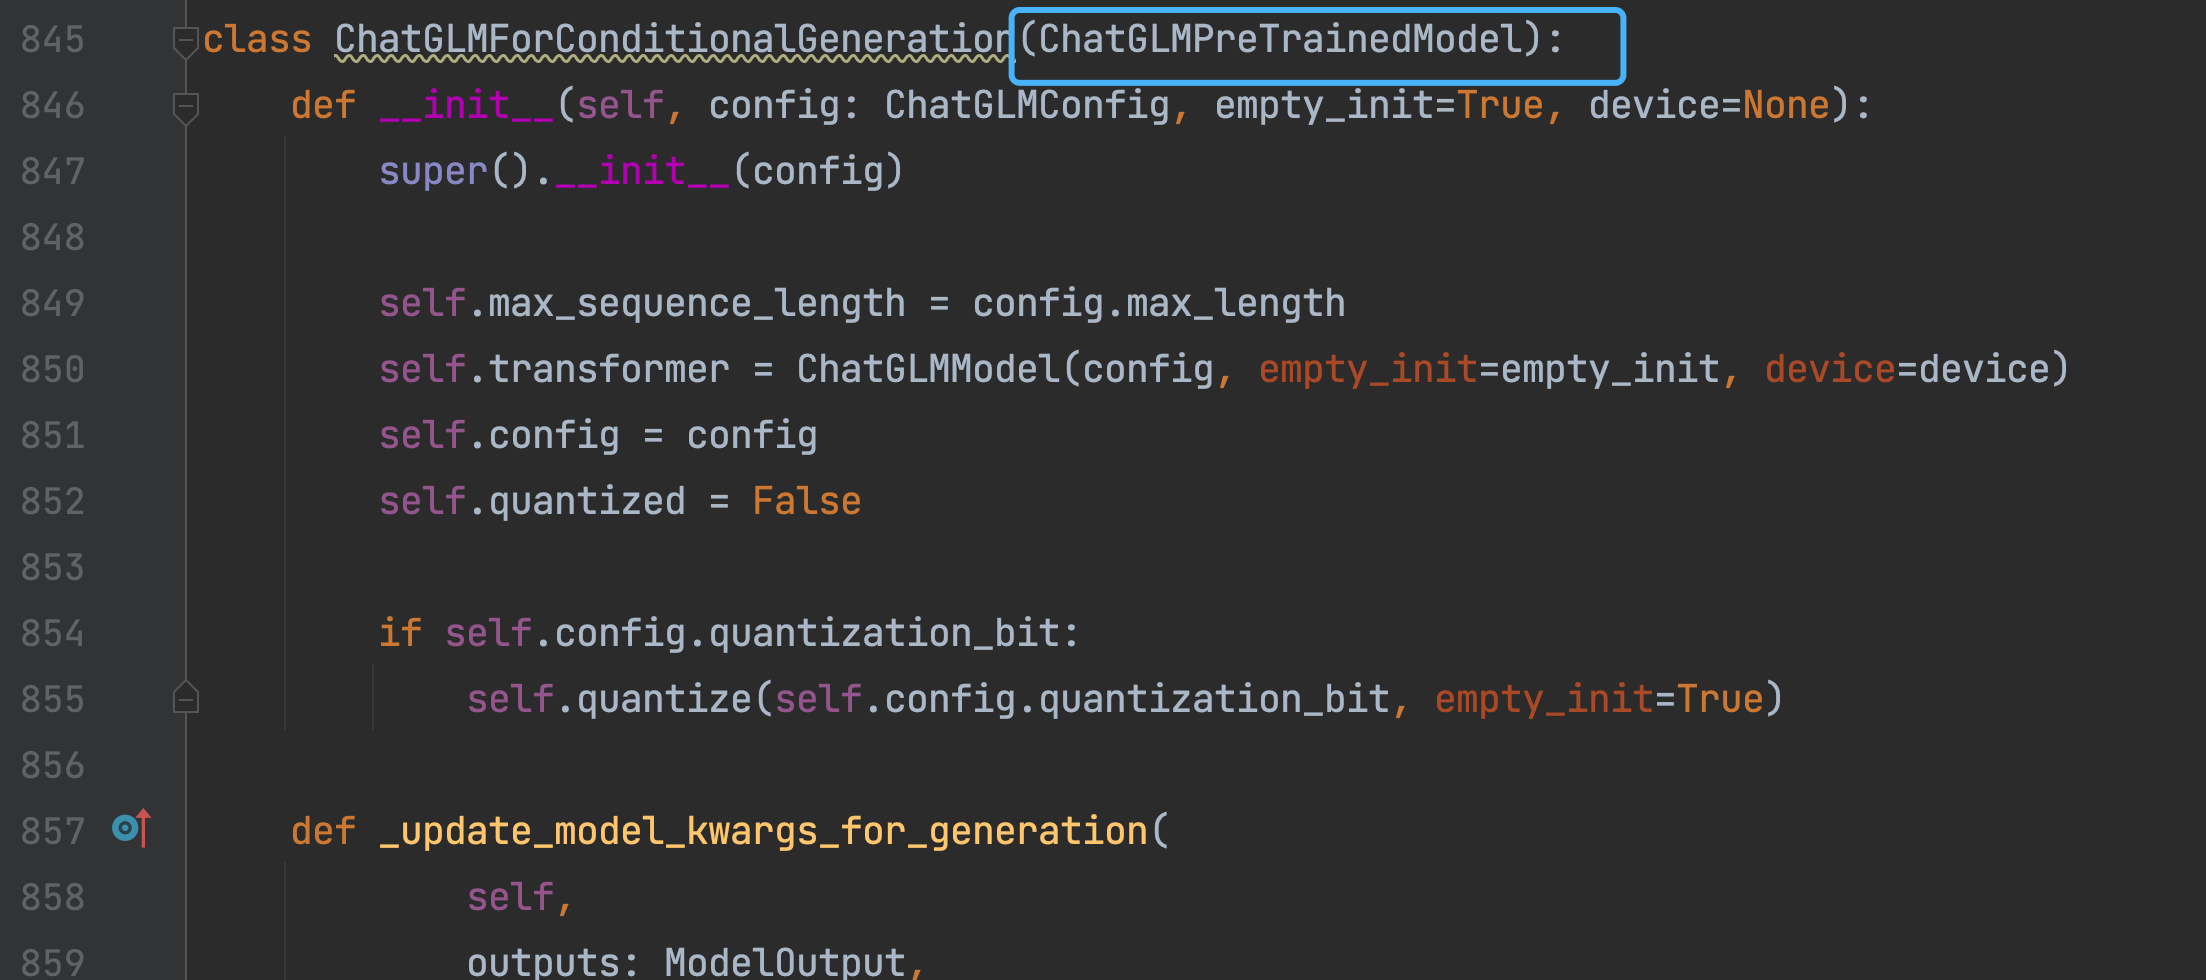 845 class ChatGLMForConditionalGeneration(ChatGLMPreTrainedModel):
846 def __init__(self, config: ChatGLMConfig, empty_init=True, device=None):
847 super().__init__(config)
848
849 self.max_sequence_length = config.max_length
850 self.transformer = ChatGLMModel(config, empty_init=empty_init, device=device)
851 self.config = config
852 self.quantized = False
853
854 if self.config.quantization_bit:
855 self.quantize(self.config.quantization_bit, empty_init=True)
856
857 def _update_model_kwargs_for_generation(
858 self,
859 outputs: ModelOutput,